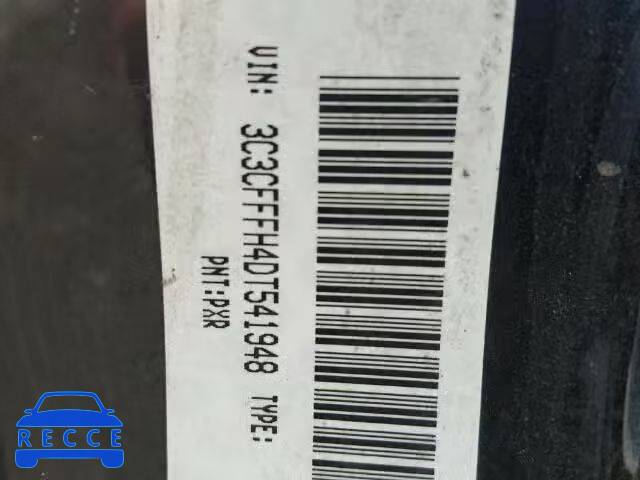 VIN: 3C3CFFFH4DT541948 TYPE:
PNT:PXR
RECCE